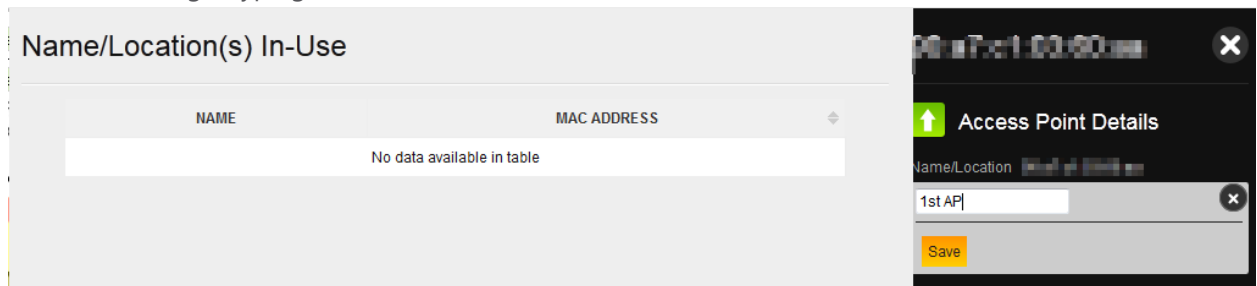 Name/Location(s) In-Use
NAME MAC ADDRESS
No data available in table
Access Point Details
Name/Location
1st AP
Save